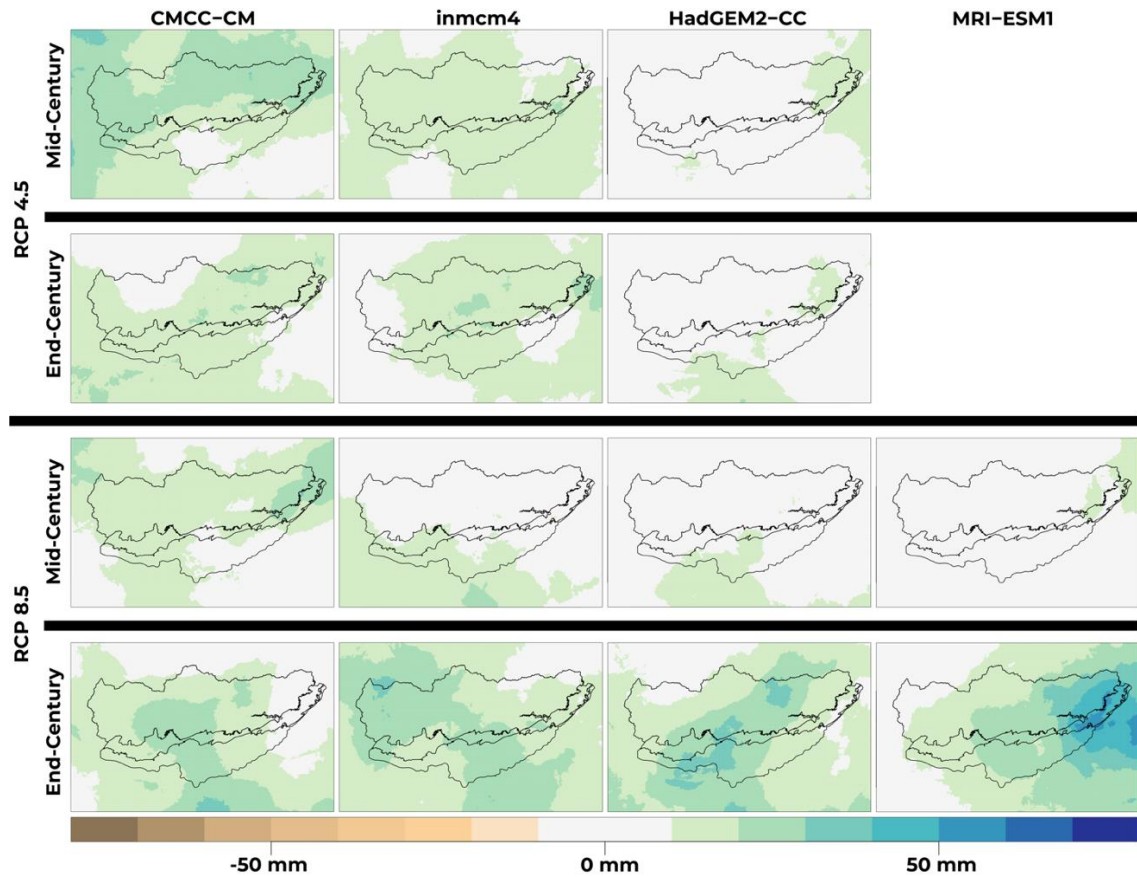 CMCC-CM inmcm4 HadGEM2-CC MRI-ESM1
RCP 4.5
Mid-Century
End-Century
RCP 8.5
Mid-Century
End-Century
-50 mm 0 mm 50 mm